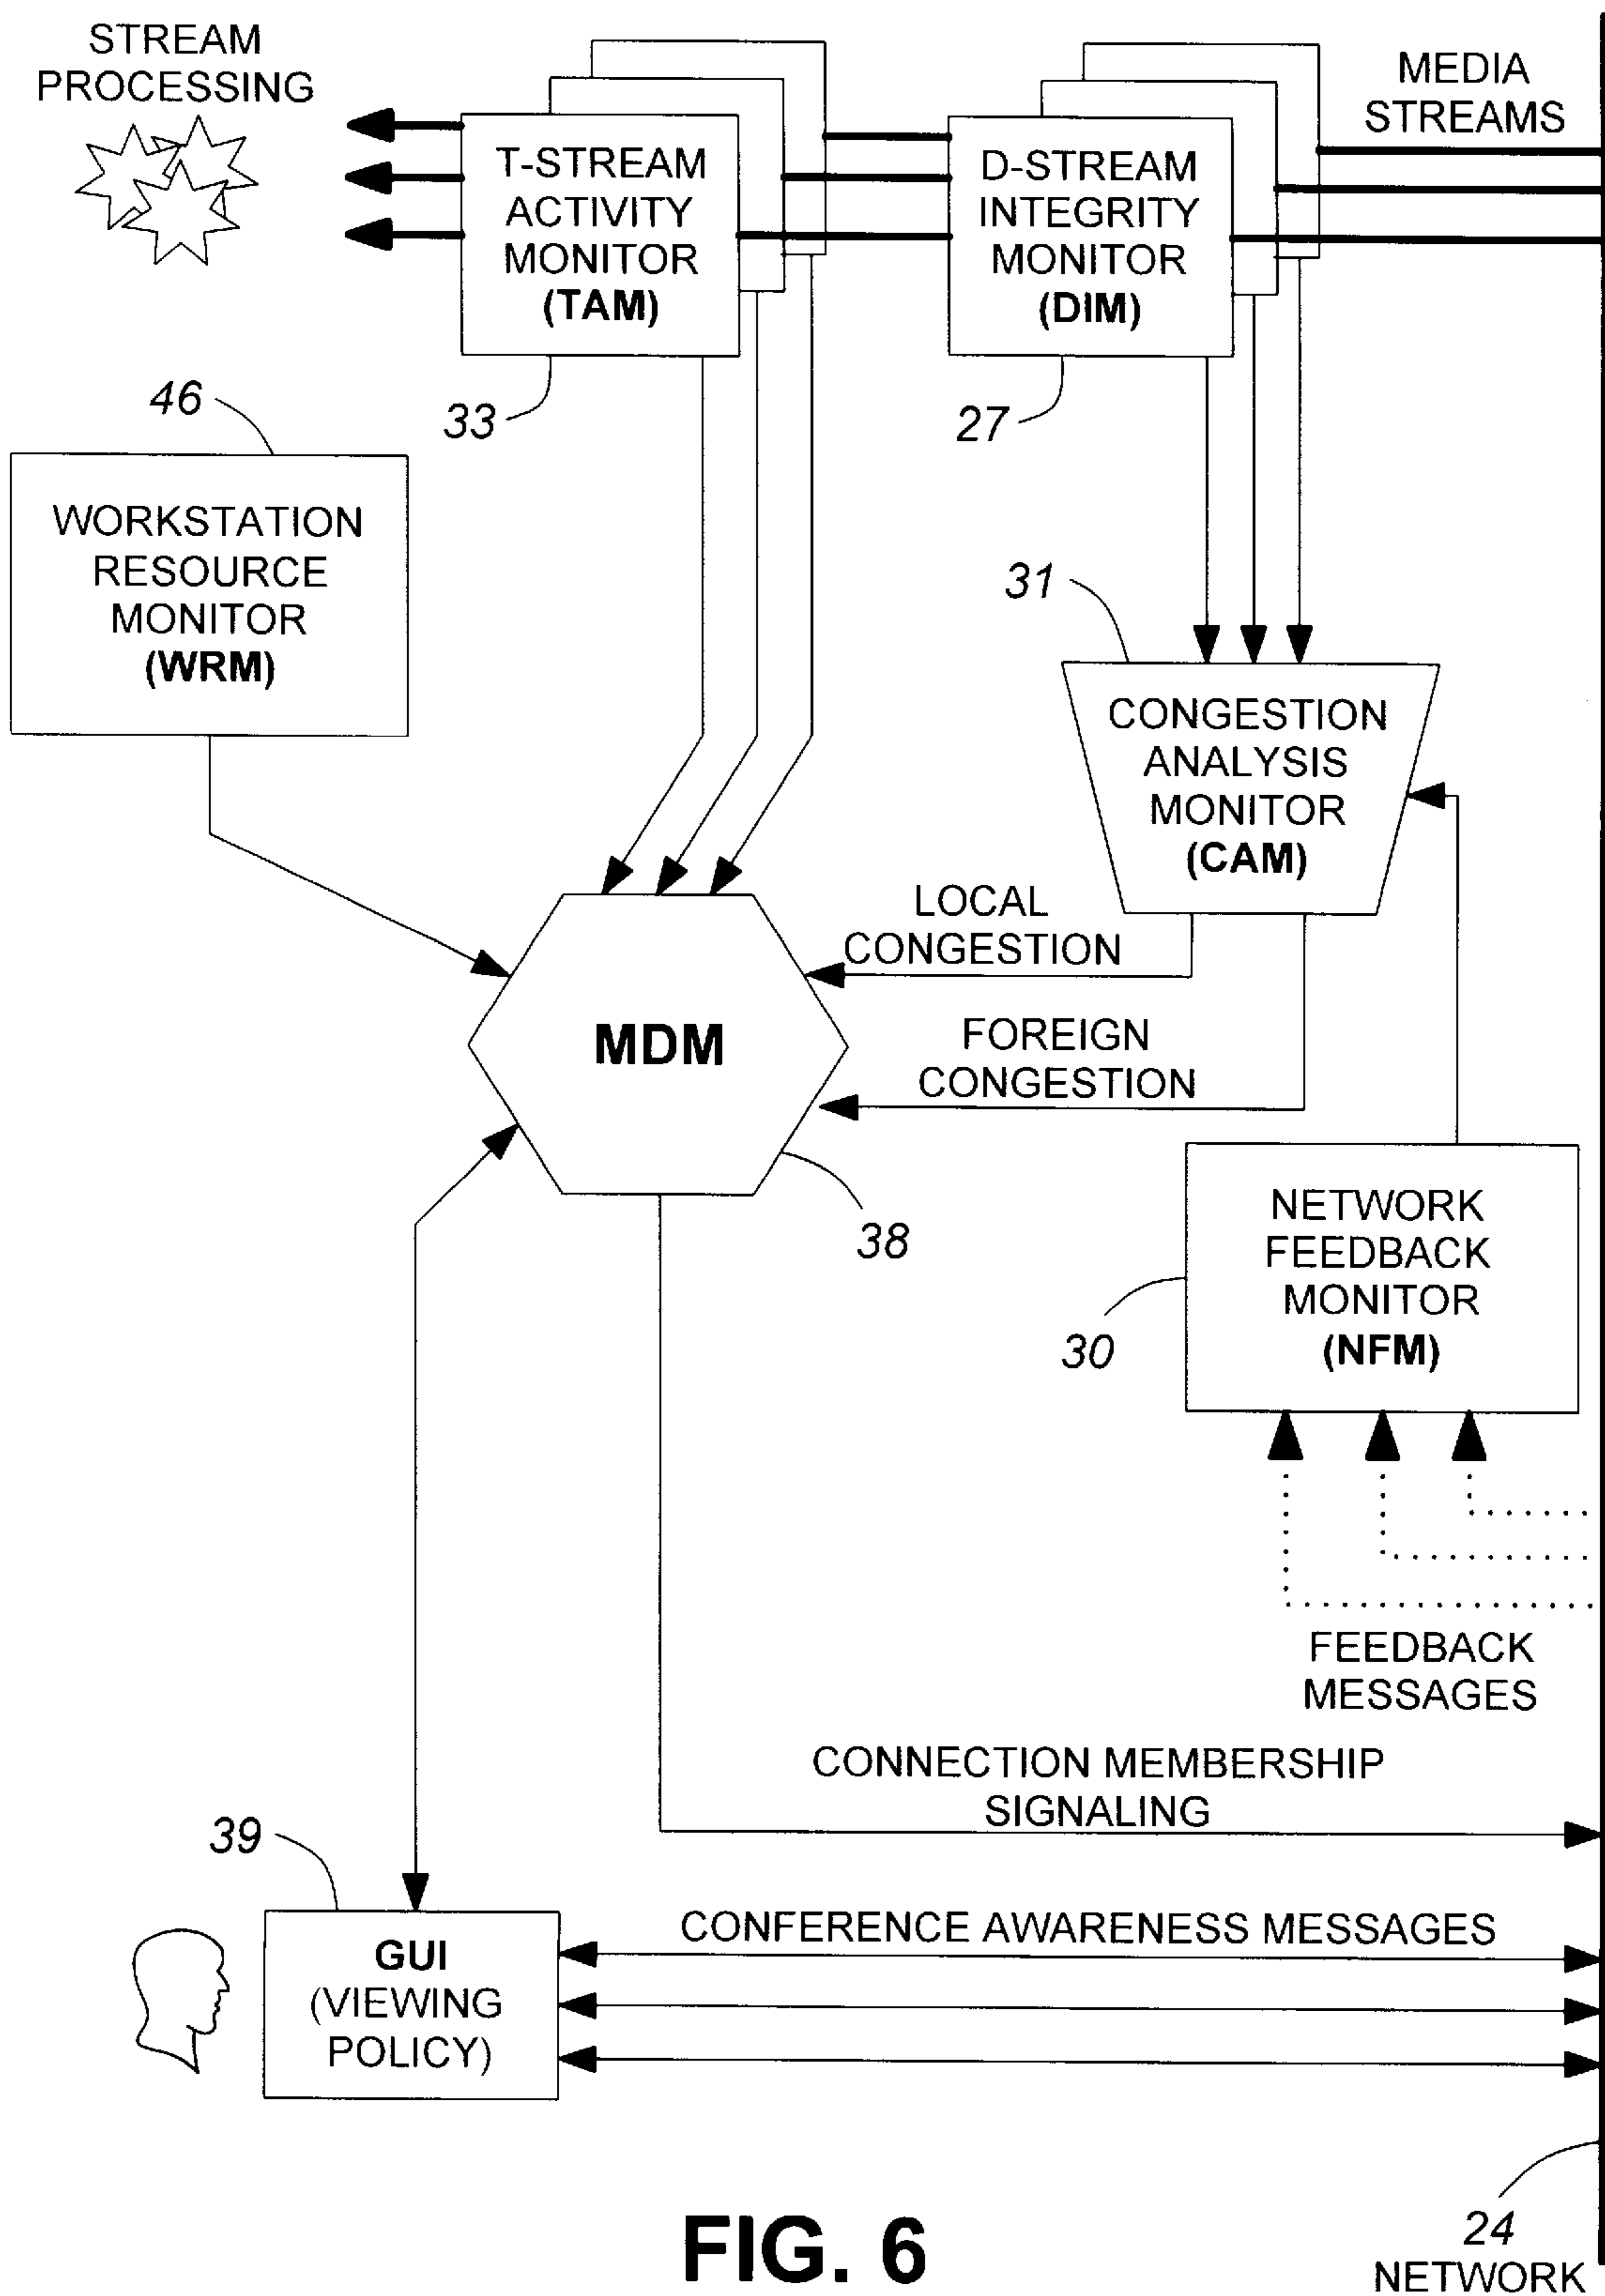 STREAM
PROCESSING
MEDIA
STREAMS
T-STREAM
ACTIVITY
MONITOR
(TAM)
D-STREAM
INTEGRITY
MONITOR
(DIM)
46
33
27
WORKSTATION
RESOURCE
MONITOR
(WRM)
31
CONGESTION
ANALYSIS
MONITOR
(CAM)
LOCAL
CONGESTION
MDM
FOREIGN
CONGESTION
38
NETWORK
FEEDBACK
MONITOR
(NFM)
30
FEEDBACK
MESSAGES
CONNECTION MEMBERSHIP
SIGNALING
39
GUI
(VIEWING
POLICY)
CONFERENCE AWARENESS MESSAGES
24
NETWORK
FIG. 6